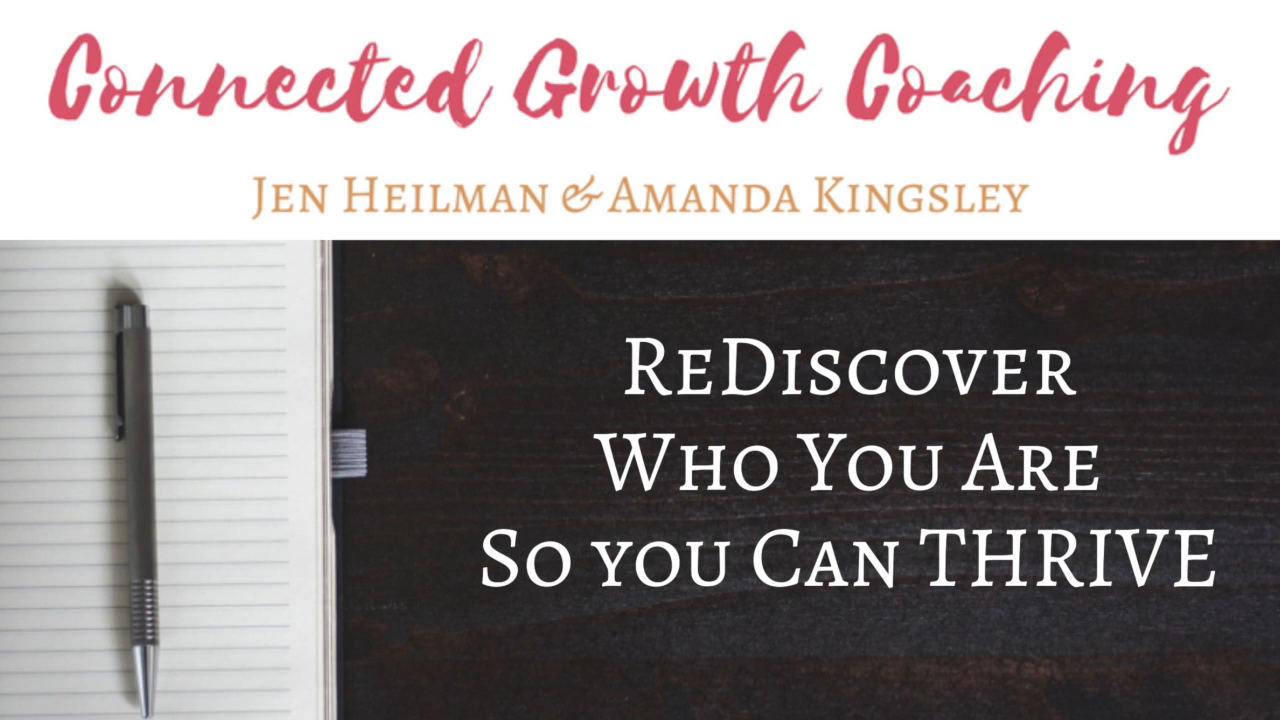 Connected Growth Coaching
Jen Heilman & Amanda Kingsley
ReDiscover
Who You Are
So you Can THRIVE